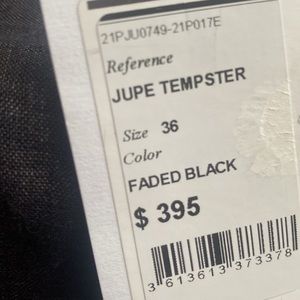 21PJU0749-21P017E
Reference
JUPE TEMPSTER
Size 36
Color
FADED BLACK
$ 395
3 613613 373378